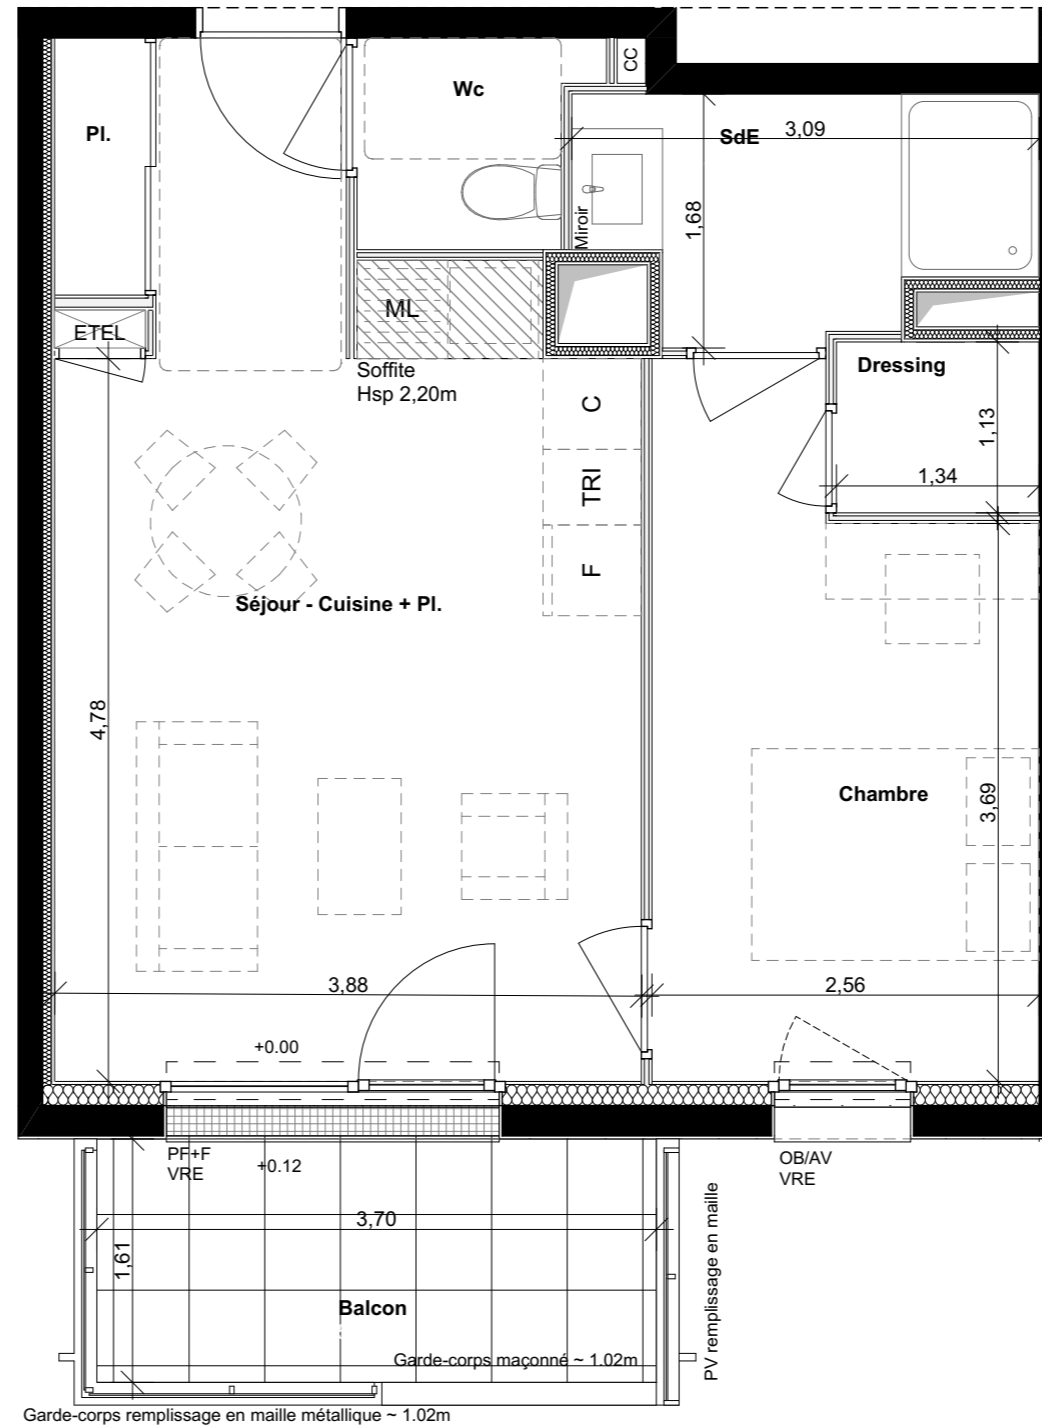 CC
Wc
Pl.
SdE
3,09
Miroir
1,68
ML
ETEL
Soffite
Hsp 2,20m
Dressing
C
1,13
TRI
1,34
F
Séjour - Cuisine + Pl.
4,78
Chambre
3,69
3,88
2,56
+0.00
PF+F
VRE
+0.12
OB/AV
VRE
3,70
1,61
PV remplissage en maille
Balcon
Garde-corps maçonné ~ 1.02m
Garde-corps remplissage en maille métallique ~ 1.02m